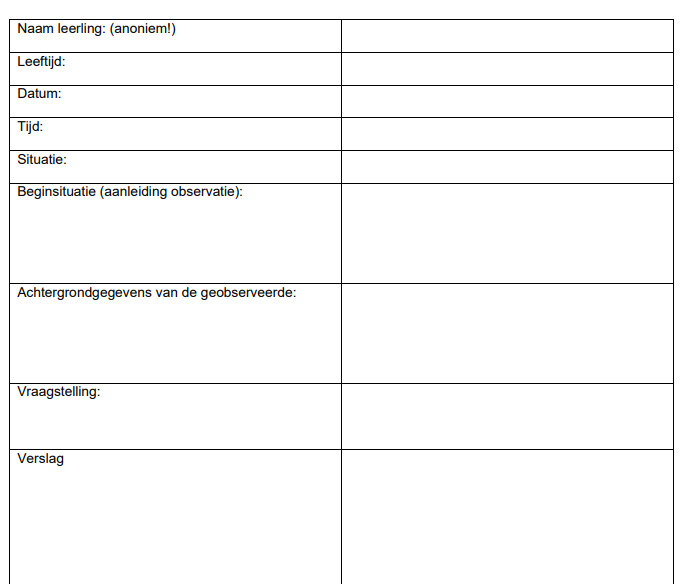 Naam leerling: (anoniem!)
Leeftijd:
Datum:
Tijd:
Situatie:
Beginsituatie (aanleiding observatie):
Achtergrondgegevens van de geobserveerde:
Vraagstelling:
Verslag